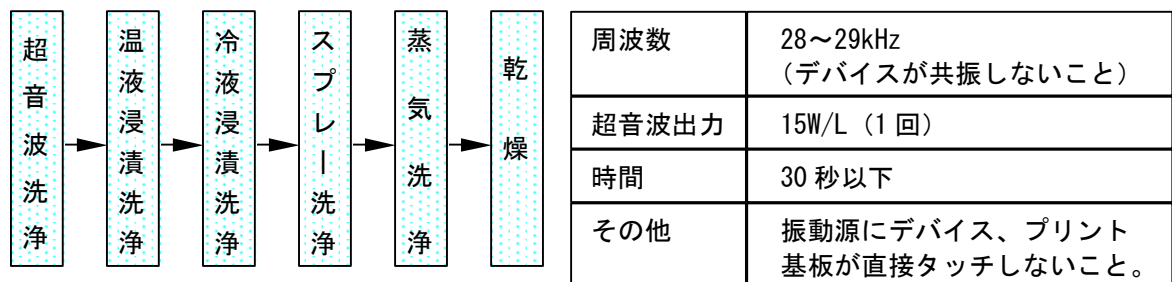 超音波洗浄
温液浸漬洗浄
冷液浸漬洗浄
スプレー洗浄
蒸気洗浄
乾燥
周波数
28～29kHz
（デバイスが共振しないこと）
超音波出力
15W/L（1回）
時間
30秒以下
その他
振動源にデバイス、プリント
基板が直接タッチしないこと。